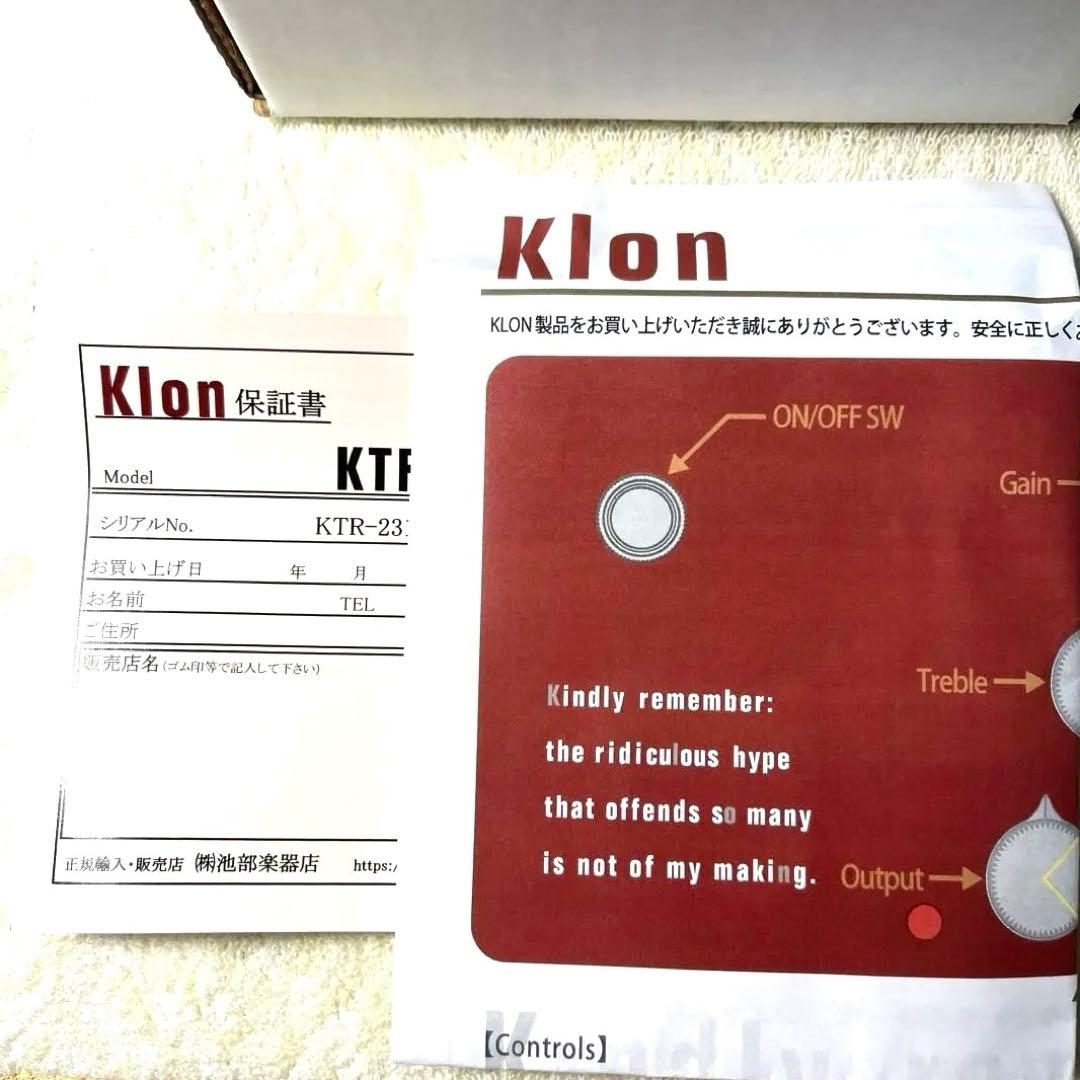 Klon
KLON 製品をお買い上げいただき誠にありがとうございます。安全に正しく
ON/OFF SW
Gain
Treble
Kindly remember:
the ridiculous hype
that offends so many
is not of my making.
Output
【Controls】
Klon 保証書
Model
シリアルNo. KTR-23
お買い上げ日 年 月
お名前 TEL
ご住所
販売店名 (ゴム印等で記入して下さい)
正規輸入・販売店 ㈱池部楽器店 https:/